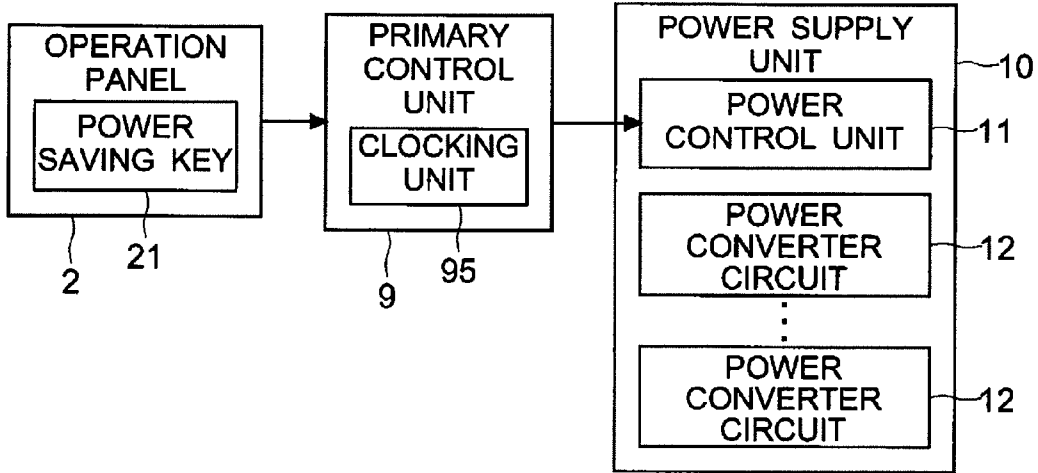 OPERATION
PANEL
POWER
SAVING KEY
21
2
PRIMARY
CONTROL
UNIT
CLOCKING
UNIT
95
9
POWER SUPPLY
UNIT
10
POWER
CONTROL UNIT
11
POWER
CONVERTER
CIRCUIT
12
POWER
CONVERTER
CIRCUIT
12